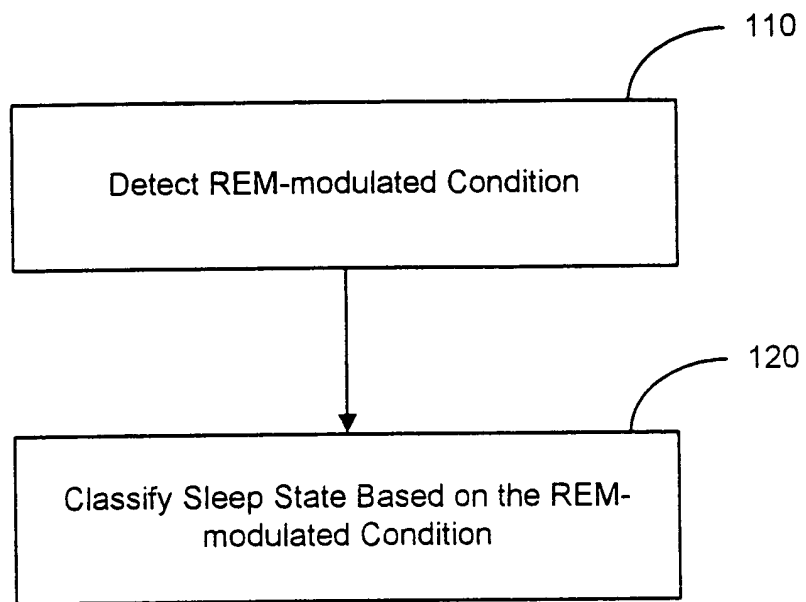 110
Detect REM-modulated Condition
120
Classify Sleep State Based on the REM-
modulated Condition